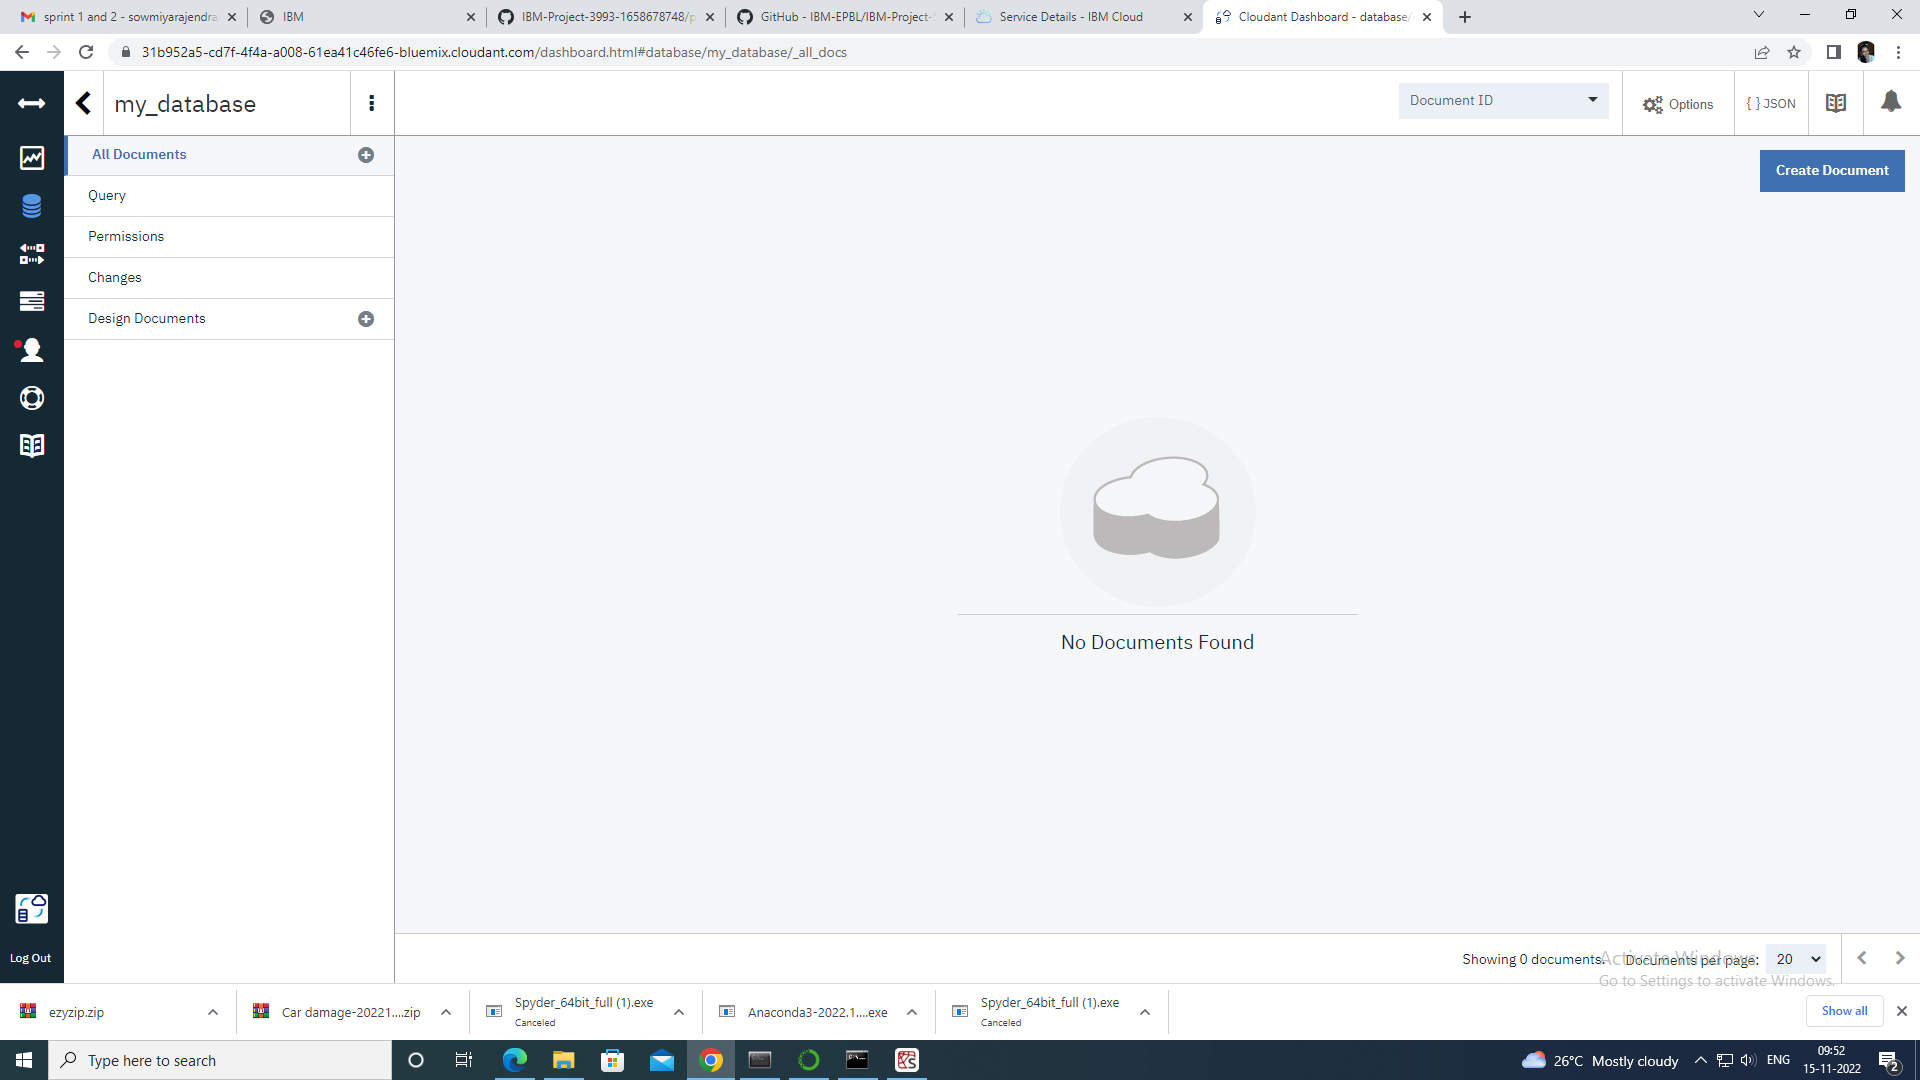 sprint 1 and 2 - sowmiyarajendra
IBM
IBM-Project-3993-1658678748/p
GitHub - IBM-EPBL/IBM-Project-
Service Details - IBM Cloud
Cloudant Dashboard - database/
31b952a5-cd7f-4f4a-a008-61ea41c46fe6-bluemix.cloudant.com/dashboard.html#database/my_database/_all_docs
my_database
Document ID
Options
{ } JSON
All Documents
Create Document
Query
Permissions
Changes
Design Documents
No Documents Found
Log Out
Showing 0 documents.
Documents per page:
20
Activate Windows
Go to Settings to activate Windows.
ezyzip.zip
Car damage-20221....zip
Spyder_64bit_full (1).exe
Canceled
Anaconda3-2022.1....exe
Spyder_64bit_full (1).exe
Canceled
Show all
Type here to search
26°C Mostly cloudy
ENG
09:52
15-11-2022
2